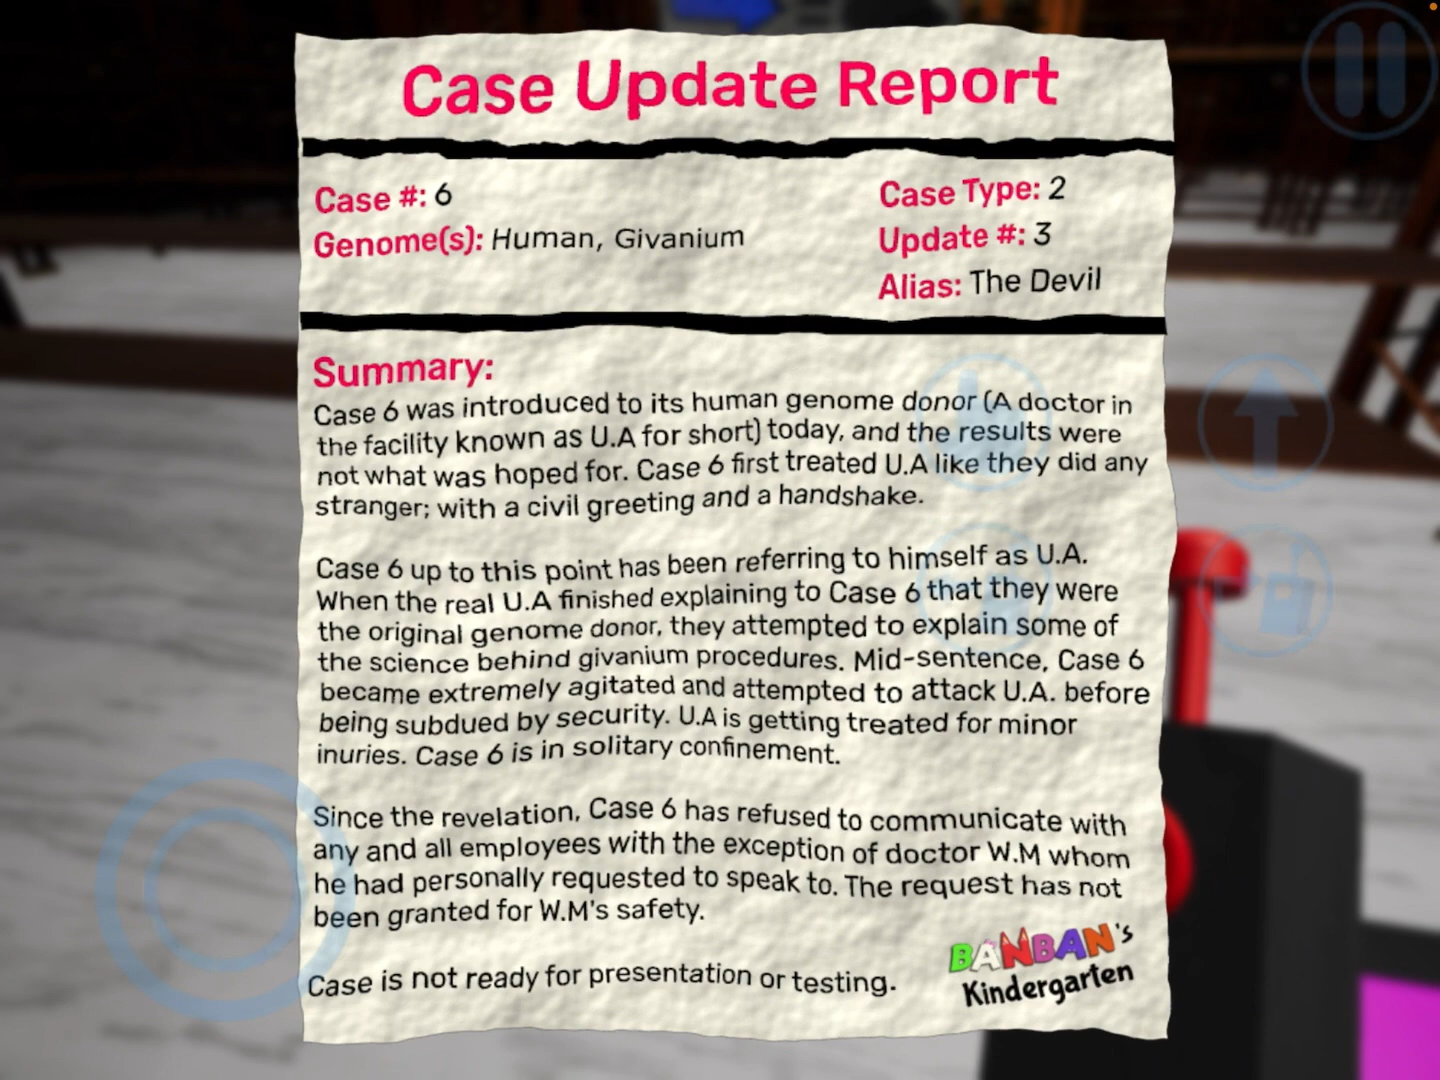 Case Update Report
Case #: 6
Genome(s): Human, Givanium
Case Type: 2
Update #: 3
Alias: The Devil
Summary:
Case 6 was introduced to its human genome donor (A doctor in
the facility known as U.A for short) today, and the results were
not what was hoped for. Case 6 first treated U.A like they did any
stranger; with a civil greeting and a handshake.
Case 6 up to this point has been referring to himself as U.A.
When the real U.A finished explaining to Case 6 that they were
the original genome donor, they attempted to explain some of
the science behind givanium procedures. Mid-sentence, Case 6
became extremely agitated and attempted to attack U.A. before
being subdued by security. U.A is getting treated for minor
inuries. Case 6 is in solitary confinement.
Since the revelation, Case 6 has refused to communicate with
any and all employees with the exception of doctor W.M whom
he had personally requested to speak to. The request has not
been granted for W.M's safety.
Case is not ready for presentation or testing.
BANBAN's
Kindergarten